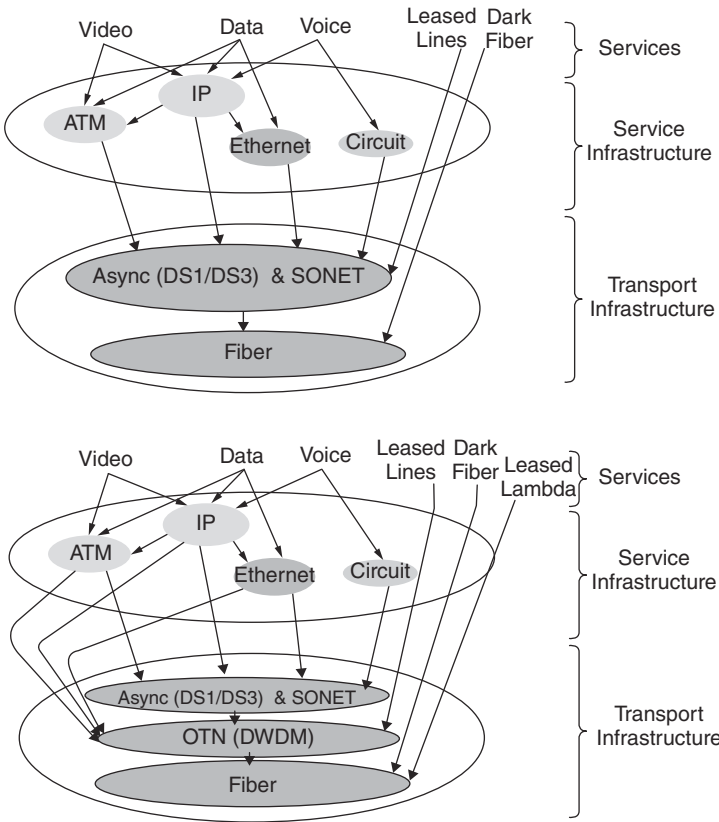 Video
Data
Voice
Leased
Lines
Dark
Fiber
Services
IP
ATM
Ethernet
Circuit
Service
Infrastructure
Async (DS1/DS3) & SONET
Transport
Infrastructure
Fiber
Video
Data
Voice
Leased
Lines
Dark
Fiber
Leased
Lambda
Services
IP
ATM
Ethernet
Circuit
Service
Infrastructure
Async (DS1/DS3) & SONET
OTN (DWDM)
Transport
Infrastructure
Fiber